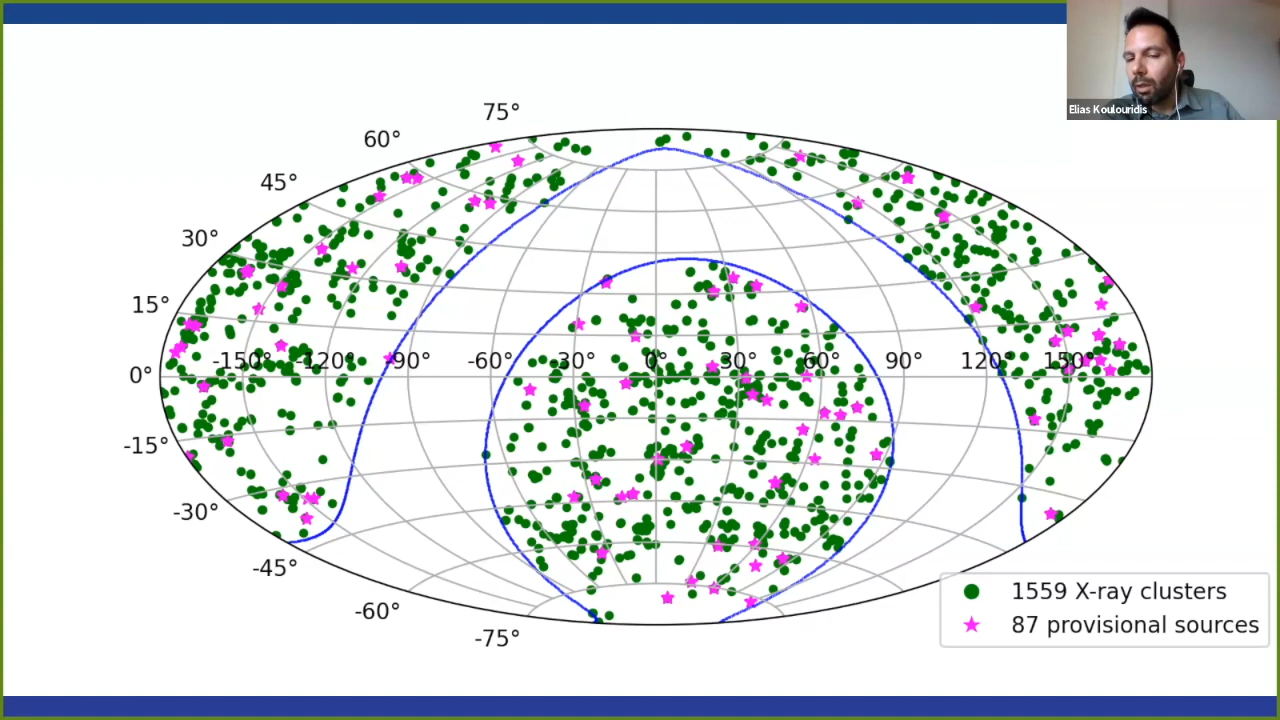 Elias Koulouridis
75°
60°
45°
30°
15°
0°
-15°
-30°
-45°
-60°
-75°
-150° -120° -90° -60° -30° 0° 30° 60° 90° 120° 150°
1559 X-ray clusters
87 provisional sources